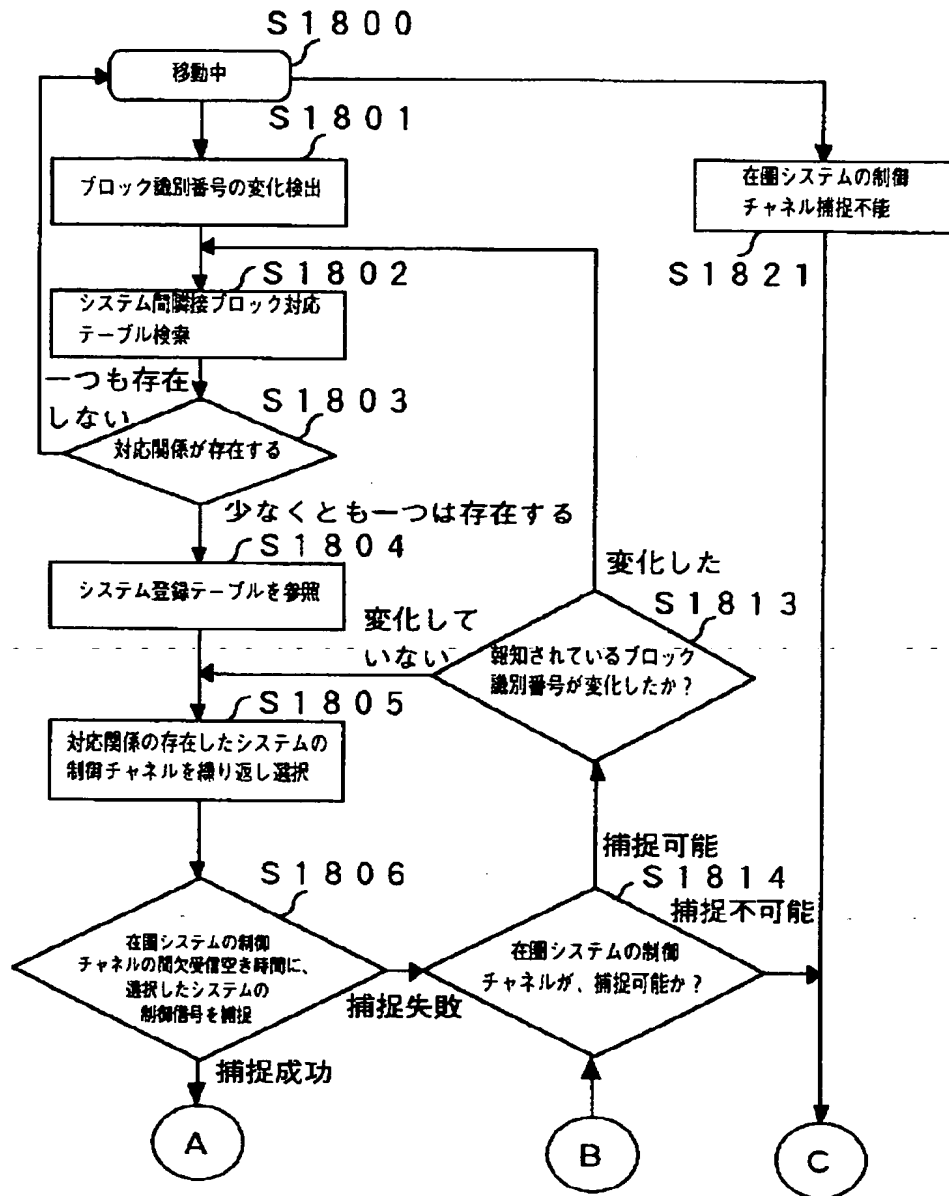 S1800
移動中
S1801
ブロック識別番号の変化検出
在圏システムの制御
チャネル捕捉不能
S1821
S1802
システム間隣接ブロック対応
テーブル検索
一つも存在
しない
S1803
対応関係が存在する
少なくとも一つは存在する
S1804
システム登録テーブルを参照
変化した
S1813
変化して
いない
報知されているブロック
識別番号が変化したか？
S1805
対応関係の存在したシステムの
制御チャネルを繰り返し選択
捕捉可能
S1806
S1814
捕捉不可能
在圏システムの制御
チャネルの間欠受信空き時間に、
選択したシステムの
制御信号を捕捉
捕捉失敗
在圏システムの制御
チャネルが、捕捉可能か？
捕捉成功
A
B
C